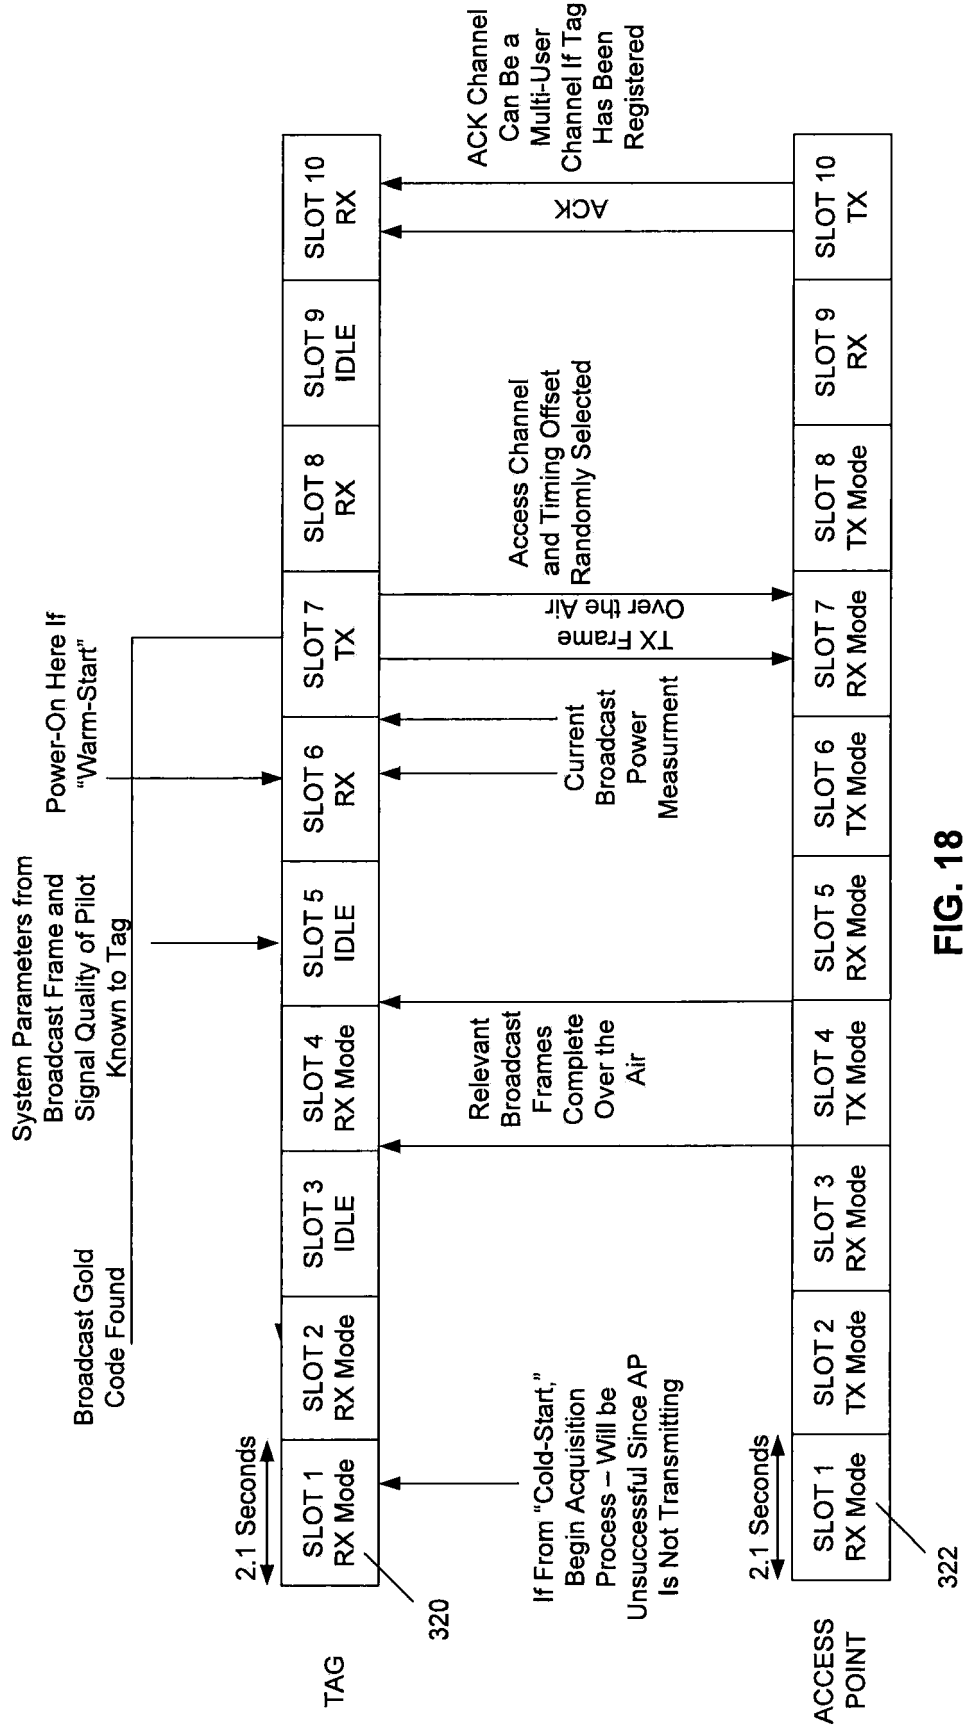 System Parameters from
Broadcast Frame and
Signal Quality of Pilot
Known to Tag
Power-On Here If
“Warm-Start”
Broadcast Gold
Code Found
2.1 Seconds
TAG
SLOT 1
RX Mode
SLOT 2
RX Mode
SLOT 3
IDLE
SLOT 4
RX Mode
SLOT 5
IDLE
SLOT 6
RX
SLOT 7
TX
SLOT 8
RX
SLOT 9
IDLE
SLOT 10
RX
320
If From “Cold-Start,”
Begin Acquisition
Process – Will be
Unsuccessful Since AP
Is Not Transmitting
Relevant
Broadcast
Frames
Complete
Over the
Air
Current
Broadcast
Power
Measurment
TX Frame
Over the Air
Access Channel
and Timing Offset
Randomly Selected
ACK
ACK Channel
Can Be a
Multi-User
Channel If Tag
Has Been
Registered
2.1 Seconds
ACCESS
POINT
SLOT 1
RX Mode
SLOT 2
TX Mode
SLOT 3
RX Mode
SLOT 4
TX Mode
SLOT 5
RX Mode
SLOT 6
TX Mode
SLOT 7
RX Mode
SLOT 8
TX Mode
SLOT 9
RX
SLOT 10
TX
322
FIG. 18